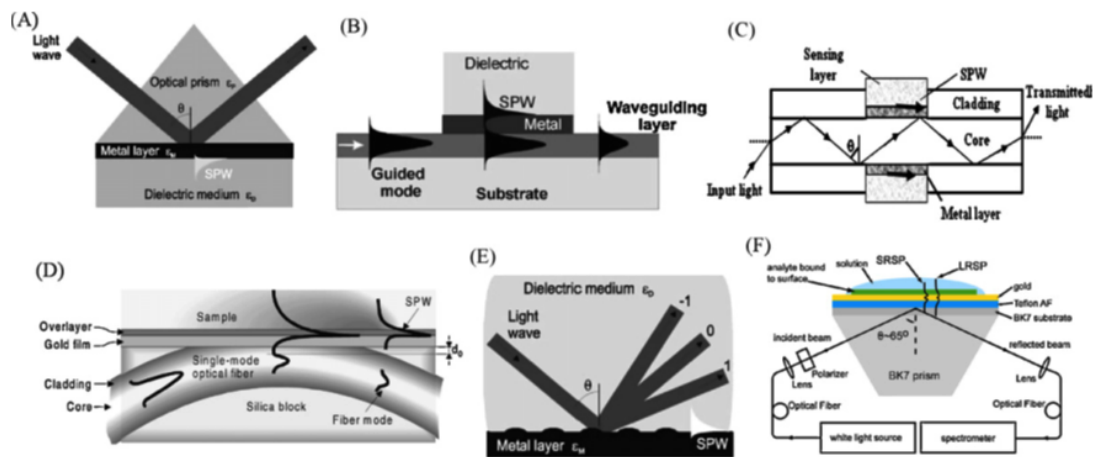 (A)
Light
wave
Optical prism εP
θ
Metal layer εM
SPW
Dielectric medium εD
(B)
Dielectric
SPW
Metal
Waveguiding
layer
Guided
mode
Substrate
(C)
Sensing
layer
SPW
Cladding
Transmitted
light
Core
θ
Input light
Metal layer
(D)
Sample
SPW
Overlayer
Gold film
d0
Single-mode
optical fiber
Cladding
Core
Silica block
Fiber mode
(E)
Dielectric medium εD
-1
Light
wave
0
θ
1
Metal layer εM
SPW
(F)
SRSP
LRSP
solution
analyte bound
to surface
gold
Teflon AF
BK7 substrate
θ~65º
incident beam
reflected beam
Lens
Polarizer
BK7 prism
Lens
Optical Fiber
Optical Fiber
white light source
spectrometer